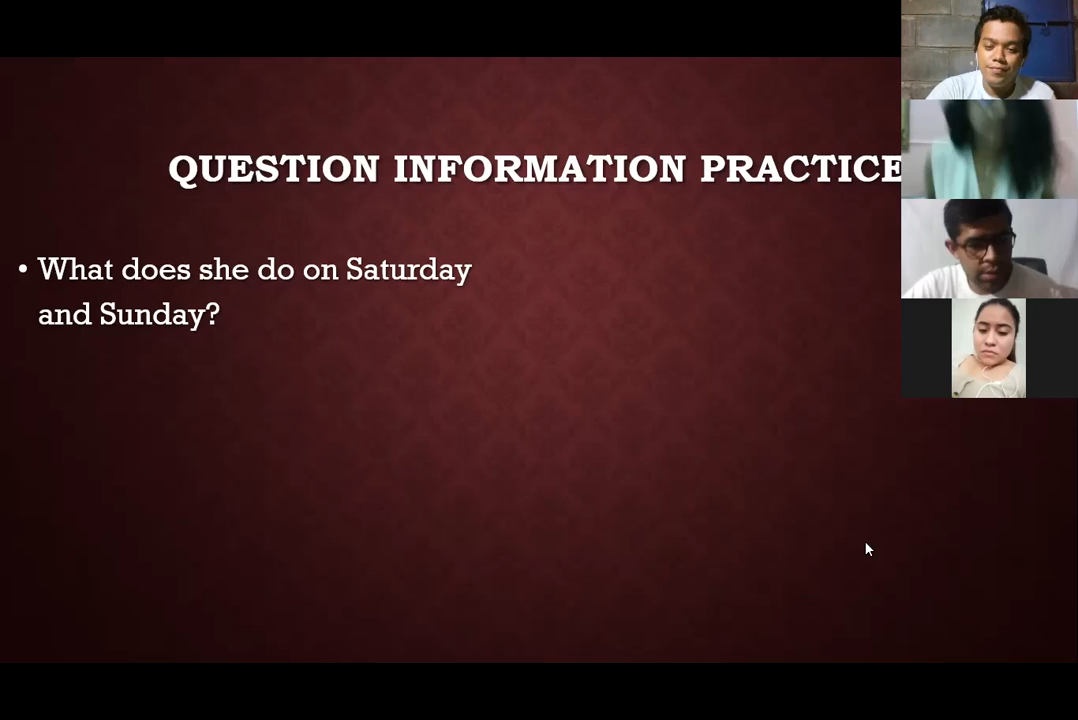 QUESTION INFORMATION PRACTICE
• What does she do on Saturday
and Sunday?